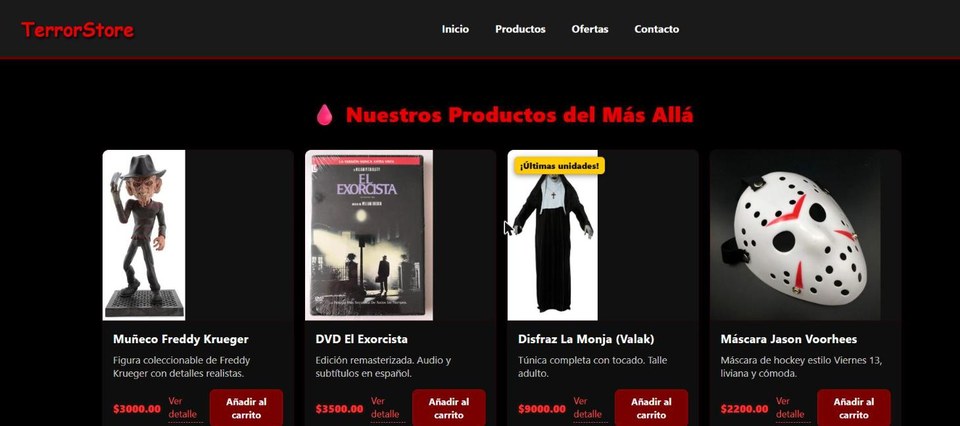 TerrorStore
Inicio
Productos
Ofertas
Contacto
Nuestros Productos del Más Allá
EL
EXORCISTA
¡Últimas unidades!
Muñeco Freddy Krueger
Figura coleccionable de Freddy
Krueger con detalles realistas.
$3000.00
Ver
detalle
Añadir al
carrito
DVD El Exorcista
Edición remasterizada. Audio y
subtítulos en español.
$3500.00
Ver
detalle
Añadir al
carrito
Disfraz La Monja (Valak)
Túnica completa con tocado. Talle
adulto.
$9000.00
Ver
detalle
Añadir al
carrito
Máscara Jason Voorhees
Máscara de hockey estilo Viernes 13,
liviana y cómoda.
$2200.00
Ver
detalle
Añadir al
carrito